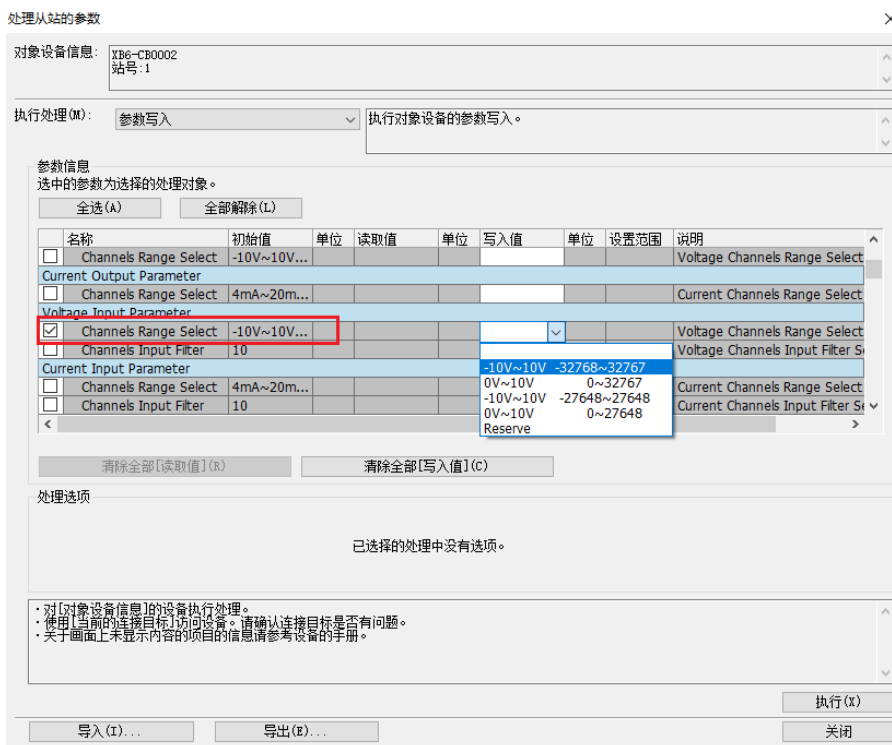 处理从站的参数
对象设备信息: XB6-CB0002
站号:1
执行处理(M): 参数写入 执行对象设备的参数写入。
参数信息
选中的参数为选择的处理对象。
全选(A) 全部解除(L)
名称 初始值 单位 读取值 单位 写入值 单位 设置范围 说明
Channels Range Select -10V~10V... Voltage Channels Range Select
Current Output Parameter
Channels Range Select 4mA~20m... Current Channels Range Select
Voltage Input Parameter
Channels Range Select -10V~10V... Voltage Channels Range Select
Channels Input Filter 10 Voltage Channels Input Filter Se
Current Input Parameter
Channels Range Select 4mA~20m... Current Channels Range Select
Channels Input Filter 10 Current Channels Input Filter Se
-10V~10V -32768~32767
0V~10V 0~32767
-10V~10V -27648~27648
0V~10V 0~27648
Reserve
清除全部[读取值](R) 清除全部[写入值](C)
处理选项
已选择的处理中没有选项。
·对[对象设备信息]的设备执行处理。
·使用[当前的连接目标]访问设备。请确认连接目标是否有问题。
·关于画面上未显示内容的项目的信息请参考设备的手册。
执行(X)
导入(I)... 导出(E)... 关闭